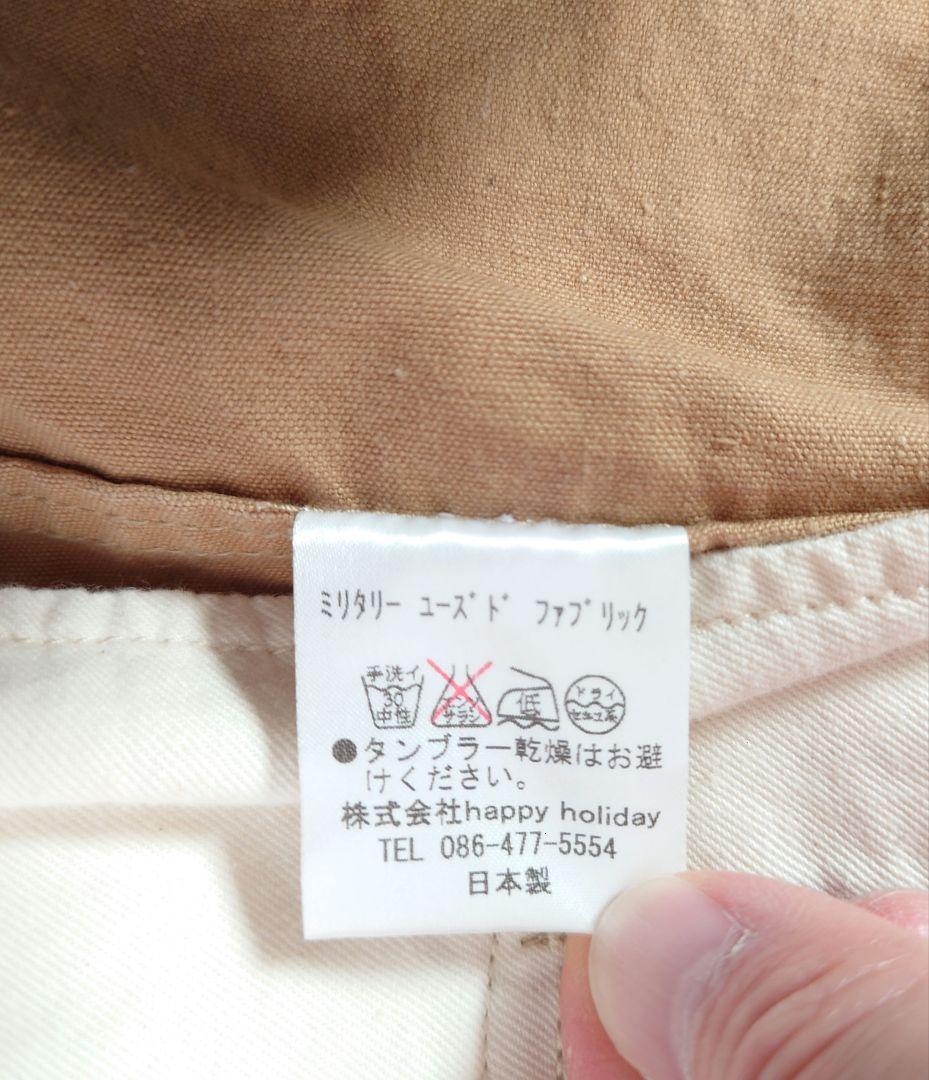 ミリタリー ユーズド ファブリック
手洗イ
30
中性
エンソ
サラシ
低
ドライ
セキユ系
●タンブラー乾燥はお避
けください。
株式会社happy holiday
TEL 086-477-5554
日本製